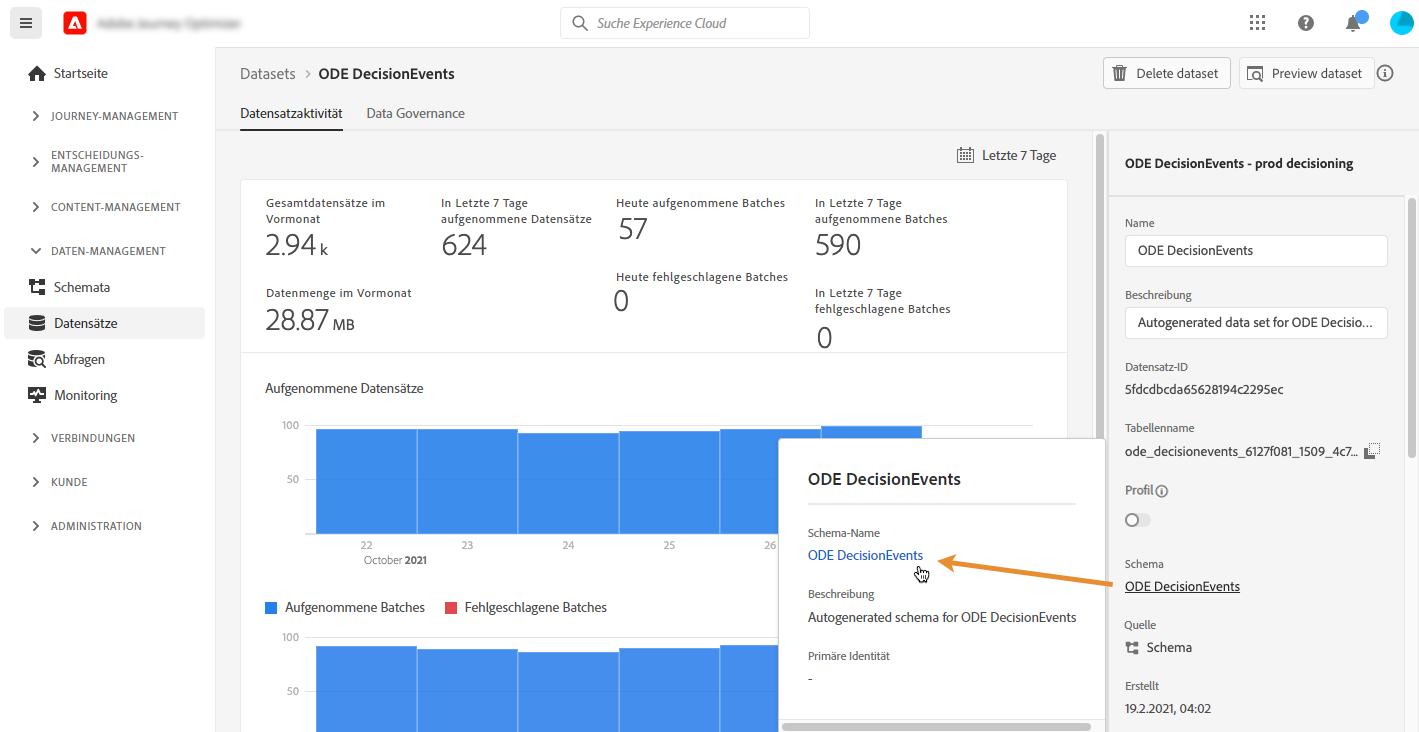 Suche Experience Cloud
Startseite
JOURNEY-MANAGEMENT
ENTSCHEIDUNGS-
MANAGEMENT
CONTENT-MANAGEMENT
DATEN-MANAGEMENT
Schemata
Datensätze
Abfragen
Monitoring
VERBINDUNGEN
KUNDE
ADMINISTRATION
Datasets > ODE DecisionEvents
Delete dataset
Preview dataset
Datensatzaktivität
Data Governance
Letzte 7 Tage
Gesamtdatensätze im
Vormonat
2.94 k
In Letzte 7 Tage
aufgenommene Datensätze
624
Heute aufgenommene Batches
57
In Letzte 7 Tage
aufgenommene Batches
590
Datenmenge im Vormonat
28.87 MB
Heute fehlgeschlagene Batches
0
In Letzte 7 Tage
fehlgeschlagene Batches
0
Aufgenommene Datensätze
100
50
22 23 24 25 26
October 2021
Aufgenommene Batches
Fehlgeschlagene Batches
100
50
ODE DecisionEvents
Schema-Name
ODE DecisionEvents
Beschreibung
Autogenerated schema for ODE DecisionEvents
Primäre Identität
-
ODE DecisionEvents - prod decisioning
Name
ODE DecisionEvents
Beschreibung
Autogenerated data set for ODE Decisio...
Datensatz-ID
5fdcdbcda65628194c2295ec
Tabellenname
ode_decisionevents_6127f081_1509_4c7...
Profil
Schema
ODE DecisionEvents
Quelle
Schema
Erstellt
19.2.2021, 04:02